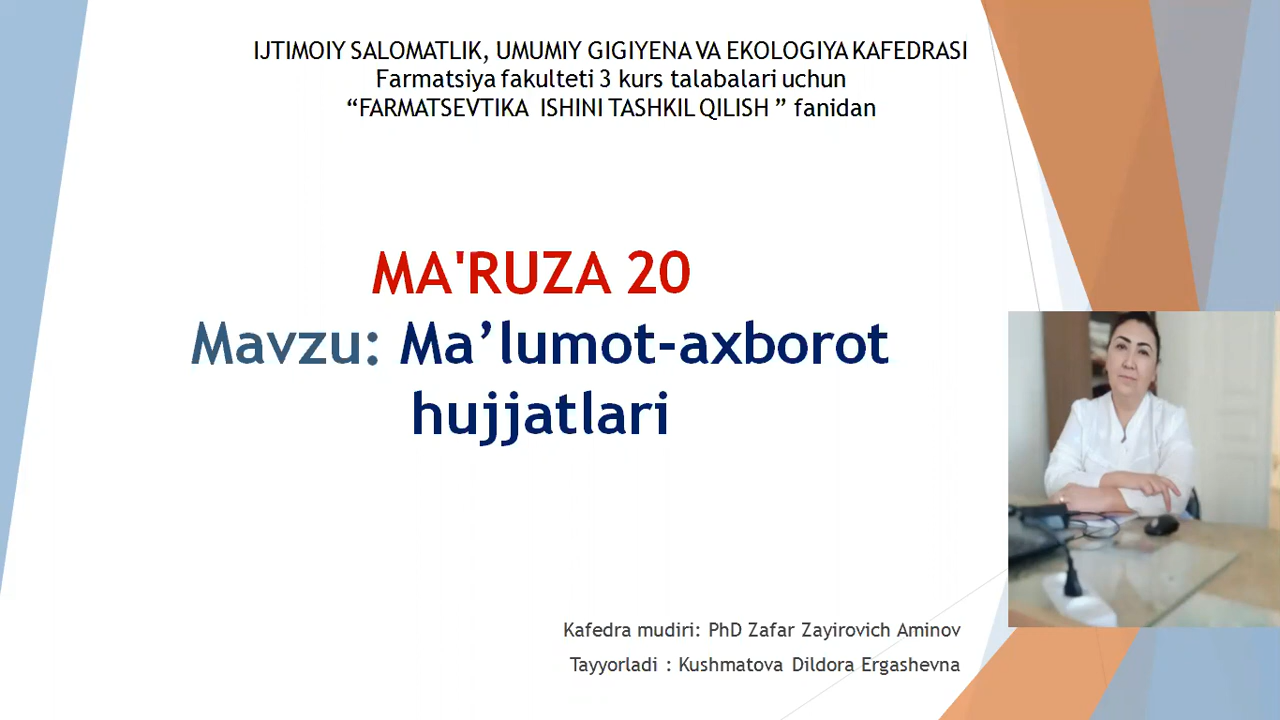 IJTIMOIY SALOMATLIK, UMUMIY GIGIYENA VA EKOLOGIYA KAFEDRASI
Farmatsiya fakulteti 3 kurs talabalari uchun
“FARMATSEVTIKA ISHINI TASHKIL QILISH ” fanidan
MA'RUZA 20
Mavzu: Ma’lumot-axborot
hujjatlari
Kafedra mudiri: PhD Zafar Zayirovich Aminov
Tayyorladi : Kushmatova Dildora Ergashevna